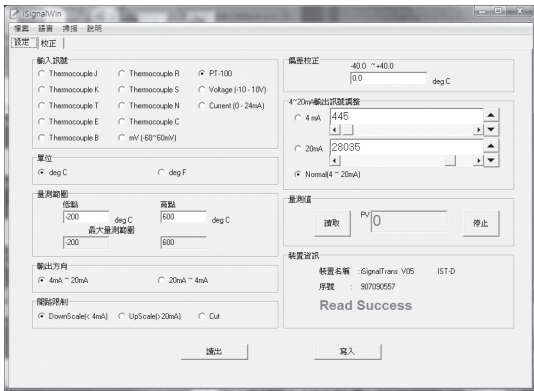 iSignalWin
檔案 語言 掃描 說明
設定 校正
輸入訊號
Thermocouple J Thermocouple R PT-100
Thermocouple K Thermocouple S Voltage (-10 - 10V)
Thermocouple T Thermocouple N Current (0 - 24mA)
Thermocouple E Thermocouple C
Thermocouple B mV (-60~60mV)
單位
deg C deg F
量測範圍
低點 高點
-200 deg C 600 deg C
最大量測範圍
-200 600
輸出方向
4mA ~ 20mA 20mA ~ 4mA
開路限制
DownScale(< 4mA) UpScale(>20mA) Cut
偏差校正
-40.0 ~ +40.0
0.0 deg C
4~20mA輸出訊號調整
4 mA 445
20mA 28035
Normal(4 ~ 20mA)
量測值
讀取 PV 0 停止
裝置資訊
裝置名稱 : iSignalTrans V05 IST-D
序號 : 907090557
Read Success
讀出 寫入